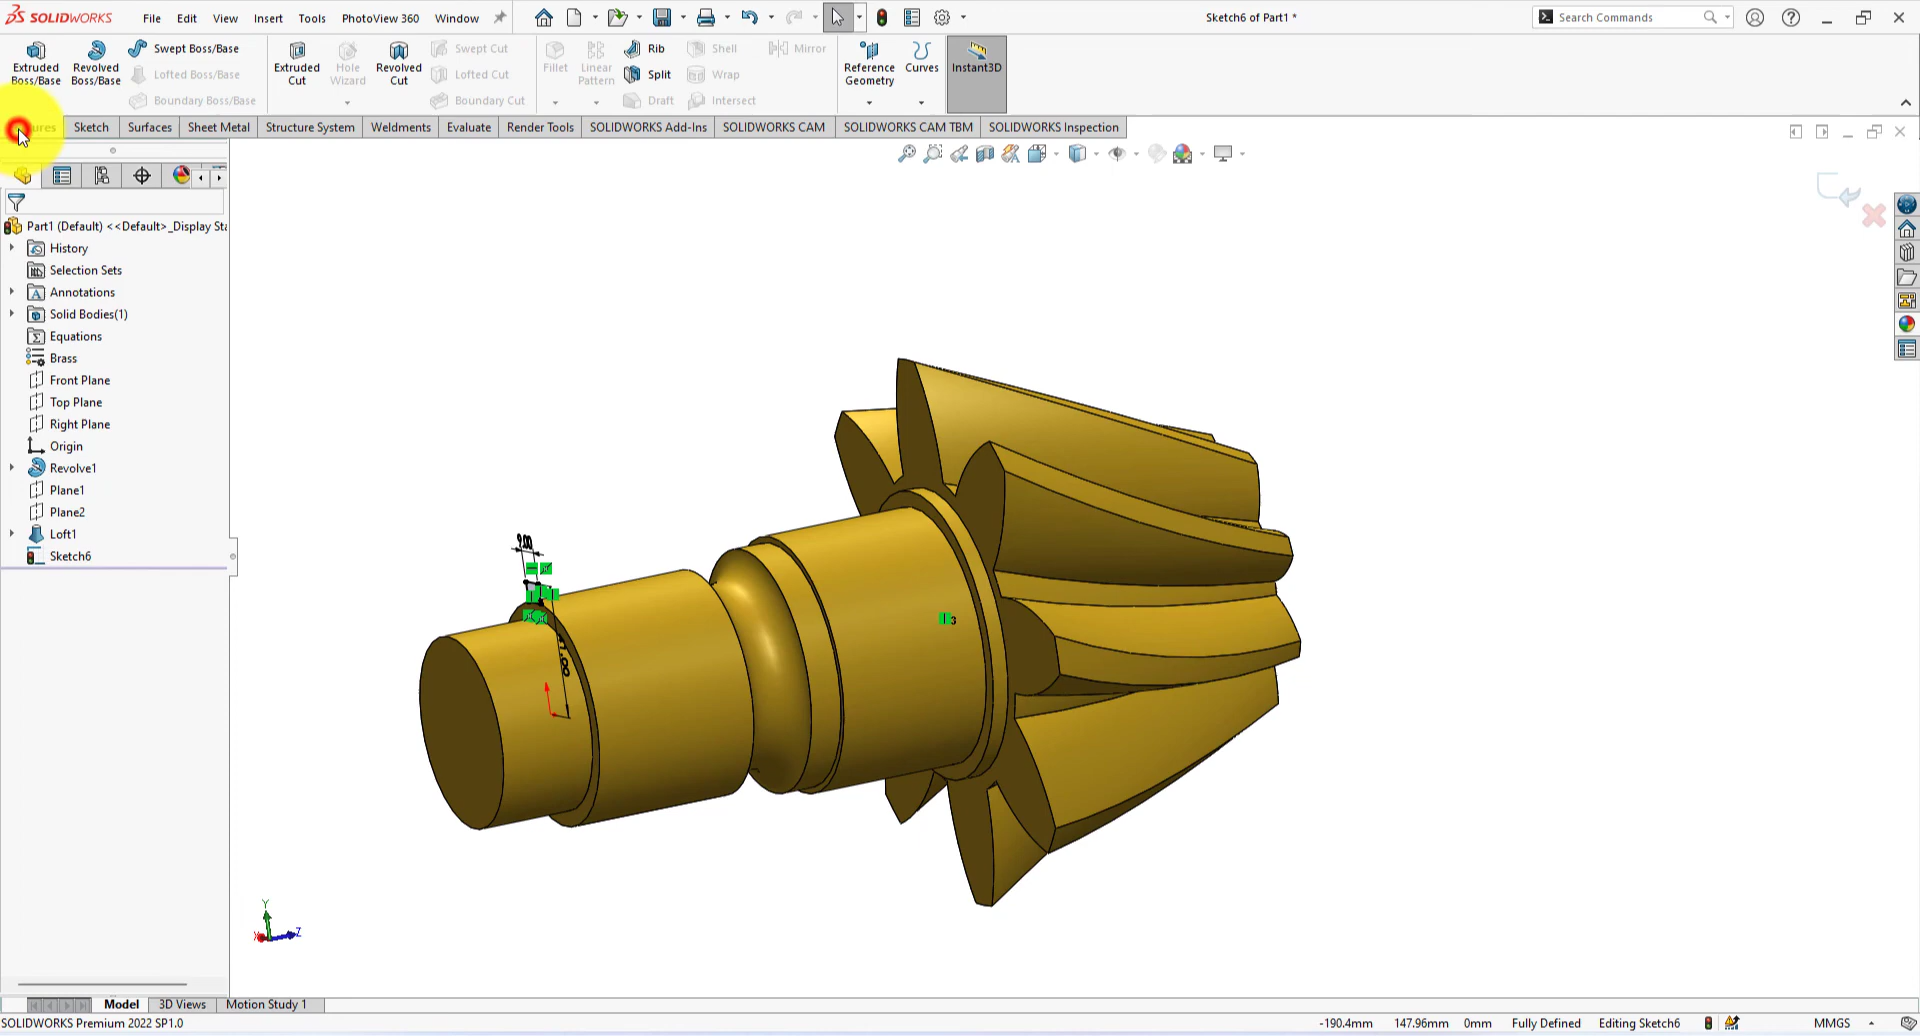 SOLIDWORKS
File Edit View Insert Tools PhotoView 360 Window
Sketch6 of Part1 *
Search Commands
Extruded Boss/Base
Revolved Boss/Base
Swept Boss/Base
Lofted Boss/Base
Boundary Boss/Base
Extruded Cut
Hole Wizard
Revolved Cut
Swept Cut
Lofted Cut
Boundary Cut
Fillet
Linear Pattern
Rib
Split
Draft
Shell
Wrap
Intersect
Mirror
Reference Geometry
Curves
Instant3D
Sketch Surfaces Sheet Metal Structure System Weldments Evaluate Render Tools SOLIDWORKS Add-Ins SOLIDWORKS CAM SOLIDWORKS CAM TBM SOLIDWORKS Inspection
Part1 (Default) <<Default>_Display Sta
History
Selection Sets
Annotations
Solid Bodies(1)
Equations
Brass
Front Plane
Top Plane
Right Plane
Origin
Revolve1
Plane1
Plane2
Loft1
Sketch6
9.00
3
Y
X
Z
Model 3D Views Motion Study 1
SOLIDWORKS Premium 2022 SP1.0
-190.4mm 147.96mm 0mm Fully Defined Editing Sketch6 MMGS